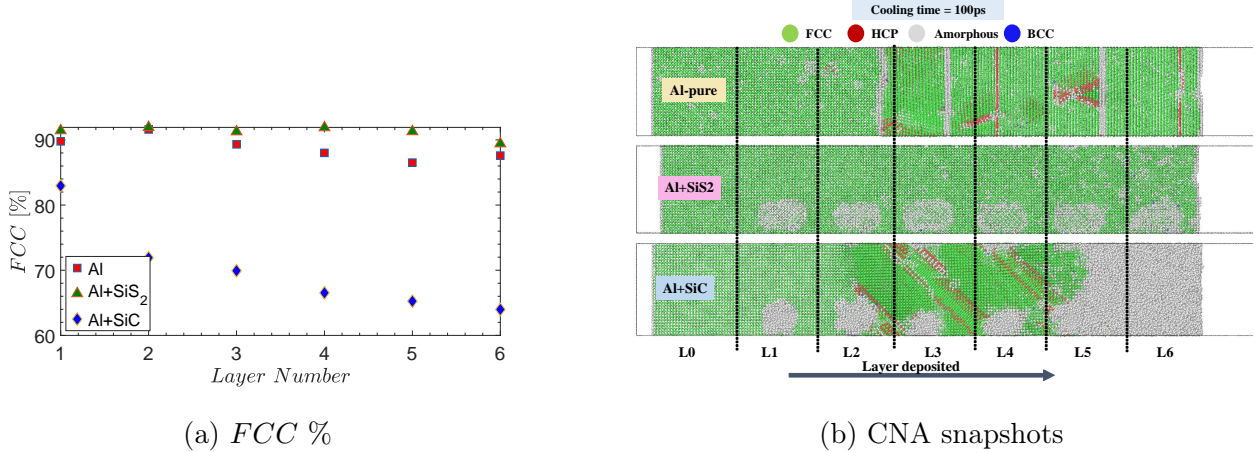 FCC [%]
90
80
70
60
Al
Al+SiS2
Al+SiC
1 2 3 4 5 6
Layer Number
(a) FCC %
Cooling time = 100ps
FCC HCP Amorphous BCC
Al-pure
Al+SiS2
Al+SiC
L0 L1 L2 L3 L4 L5 L6
Layer deposited
(b) CNA snapshots